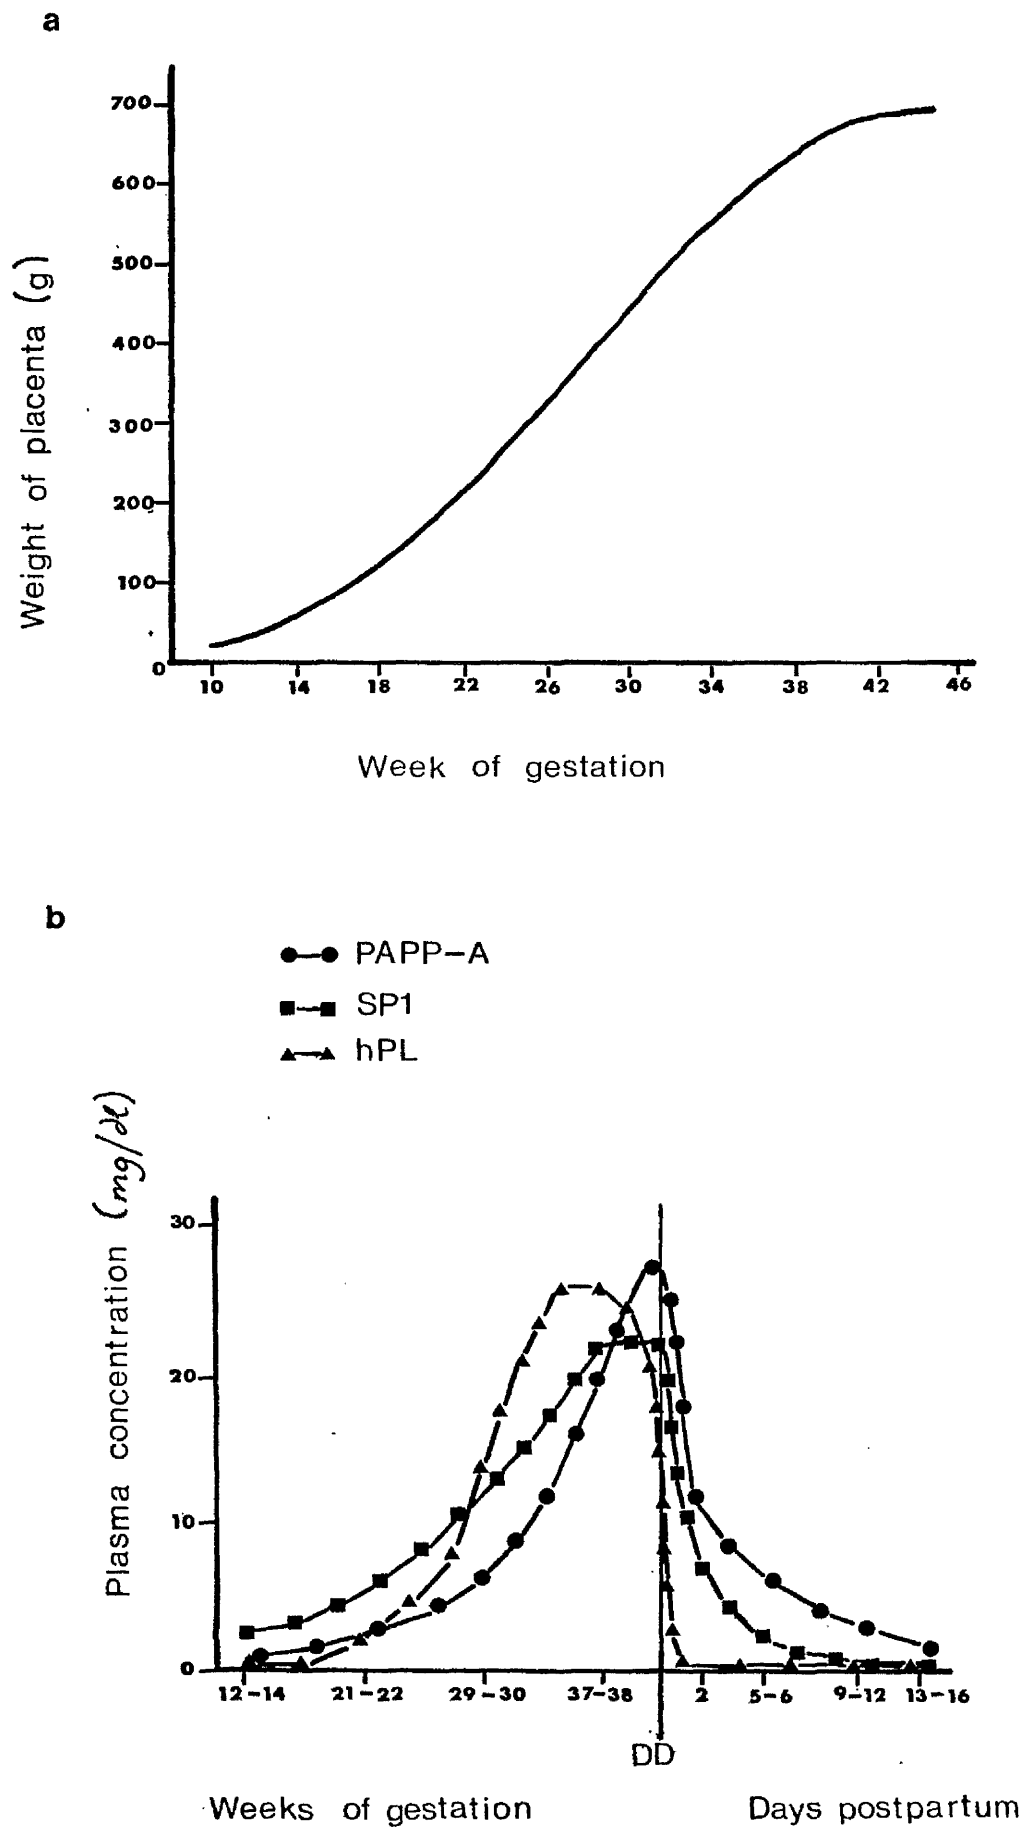 a
700
600
500
400
300
200
100
0
Weight of placenta (g)
10 14 18 22 26 30 34 38 42 46
Week of gestation
b
PAPP-A
SP1
hPL
Plasma concentration (mg/dl)
30
20
10
0
12-14 21-22 29-30 37-38 2 5-6 9-12 13-16
DD
Weeks of gestation Days postpartum